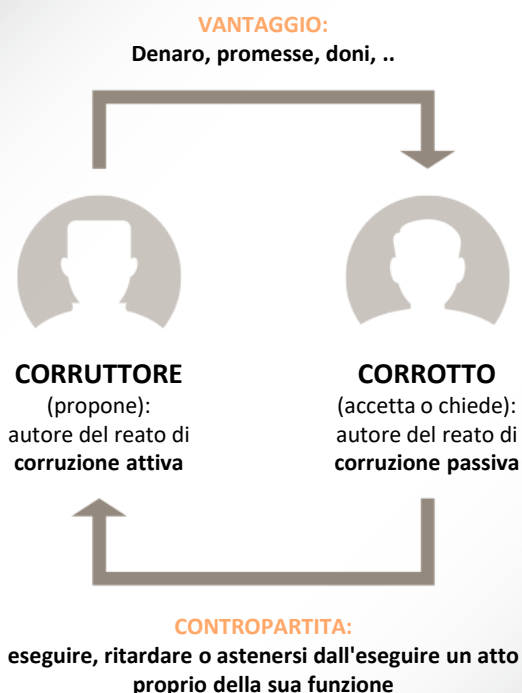 VANTAGGIO:
Denaro, promesse, doni, ..
CORRUTTORE
(propone):
autore del reato di
corruzione attiva
CORROTTO
(accetta o chiede):
autore del reato di
corruzione passiva
CONTROPARTITA:
eseguire, ritardare o astenersi dall'eseguire un atto
proprio della sua funzione